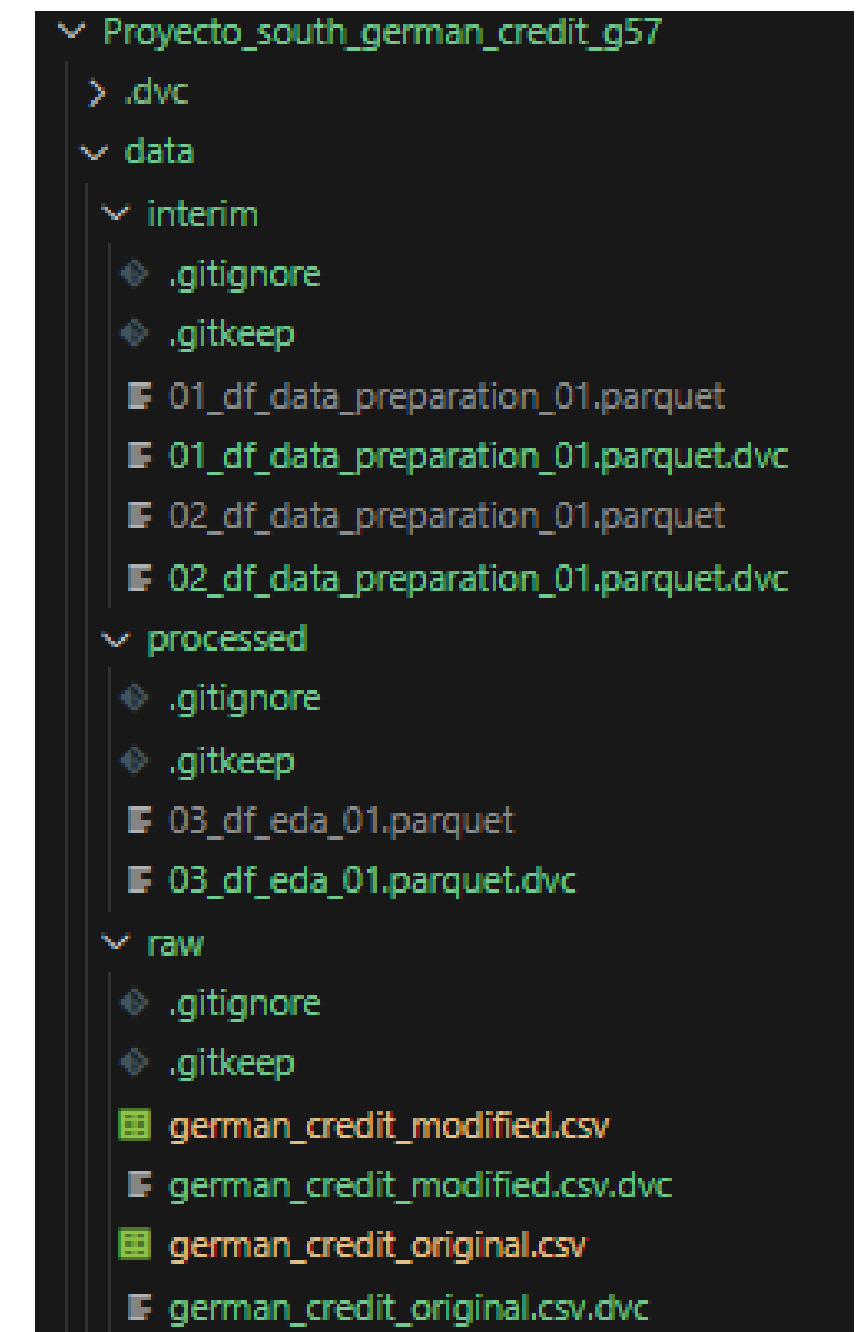 Proyecto_south_german_credit_g57
.dvc
data
interim
.gitignore
.gitkeep
01_df_data_preparation_01.parquet
01_df_data_preparation_01.parquet.dvc
02_df_data_preparation_01.parquet
02_df_data_preparation_01.parquet.dvc
processed
.gitignore
.gitkeep
03_df_eda_01.parquet
03_df_eda_01.parquet.dvc
raw
.gitignore
.gitkeep
german_credit_modified.csv
german_credit_modified.csv.dvc
german_credit_original.csv
german_credit_original.csv.dvc